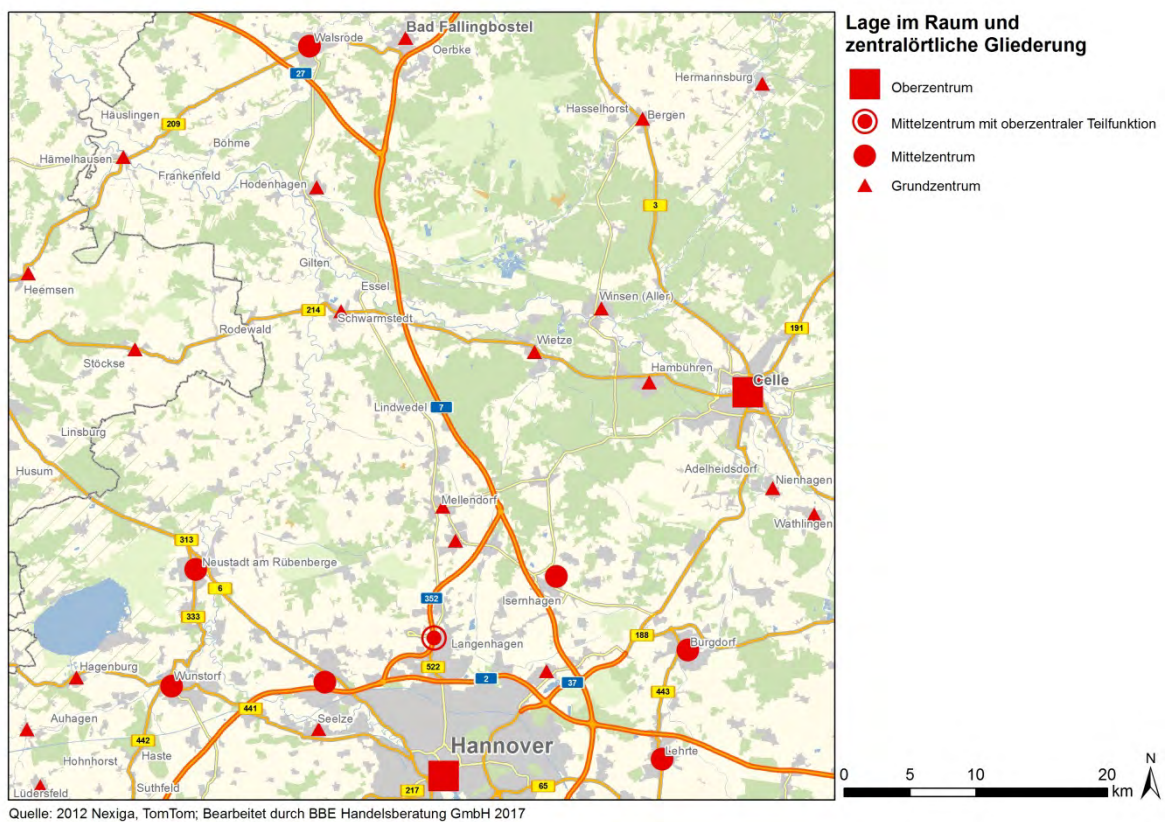 Lage im Raum und
zentralörtliche Gliederung
Oberzentrum
Mittelzentrum mit oberzentraler Teilfunktion
Mittelzentrum
Grundzentrum
0 5 10 20
km
N
Walsrode
Bad Fallingbostel
Oerbke
27
Hermannsburg
Häuslingen
209
Hasselhorst
Bergen
Böhme
Hämelhausen
Frankenfeld
Hodenhagen
3
Gilten
Heemsen
Essel
Winsen (Aller)
214
Schwarmstedt
Rodewald
191
Wietze
Stöckse
Hambühren
Celle
Lindwedel
7
Linsburg
Husum
Adelheidsdorf
Nienhagen
Mellendorf
Wathlingen
313
Neustadt am Rübenberge
6
352
Isernhagen
333
188
Langenhagen
Burgdorf
522
Hagenburg
Wunstorf
2
37
443
441
Auhagen
Seelze
442
Hohnhorst
Haste
Hannover
Lehrte
Lüdersfeld
Suthfeld
217
65
Quelle: 2012 Nexiga, TomTom; Bearbeitet durch BBE Handelsberatung GmbH 2017